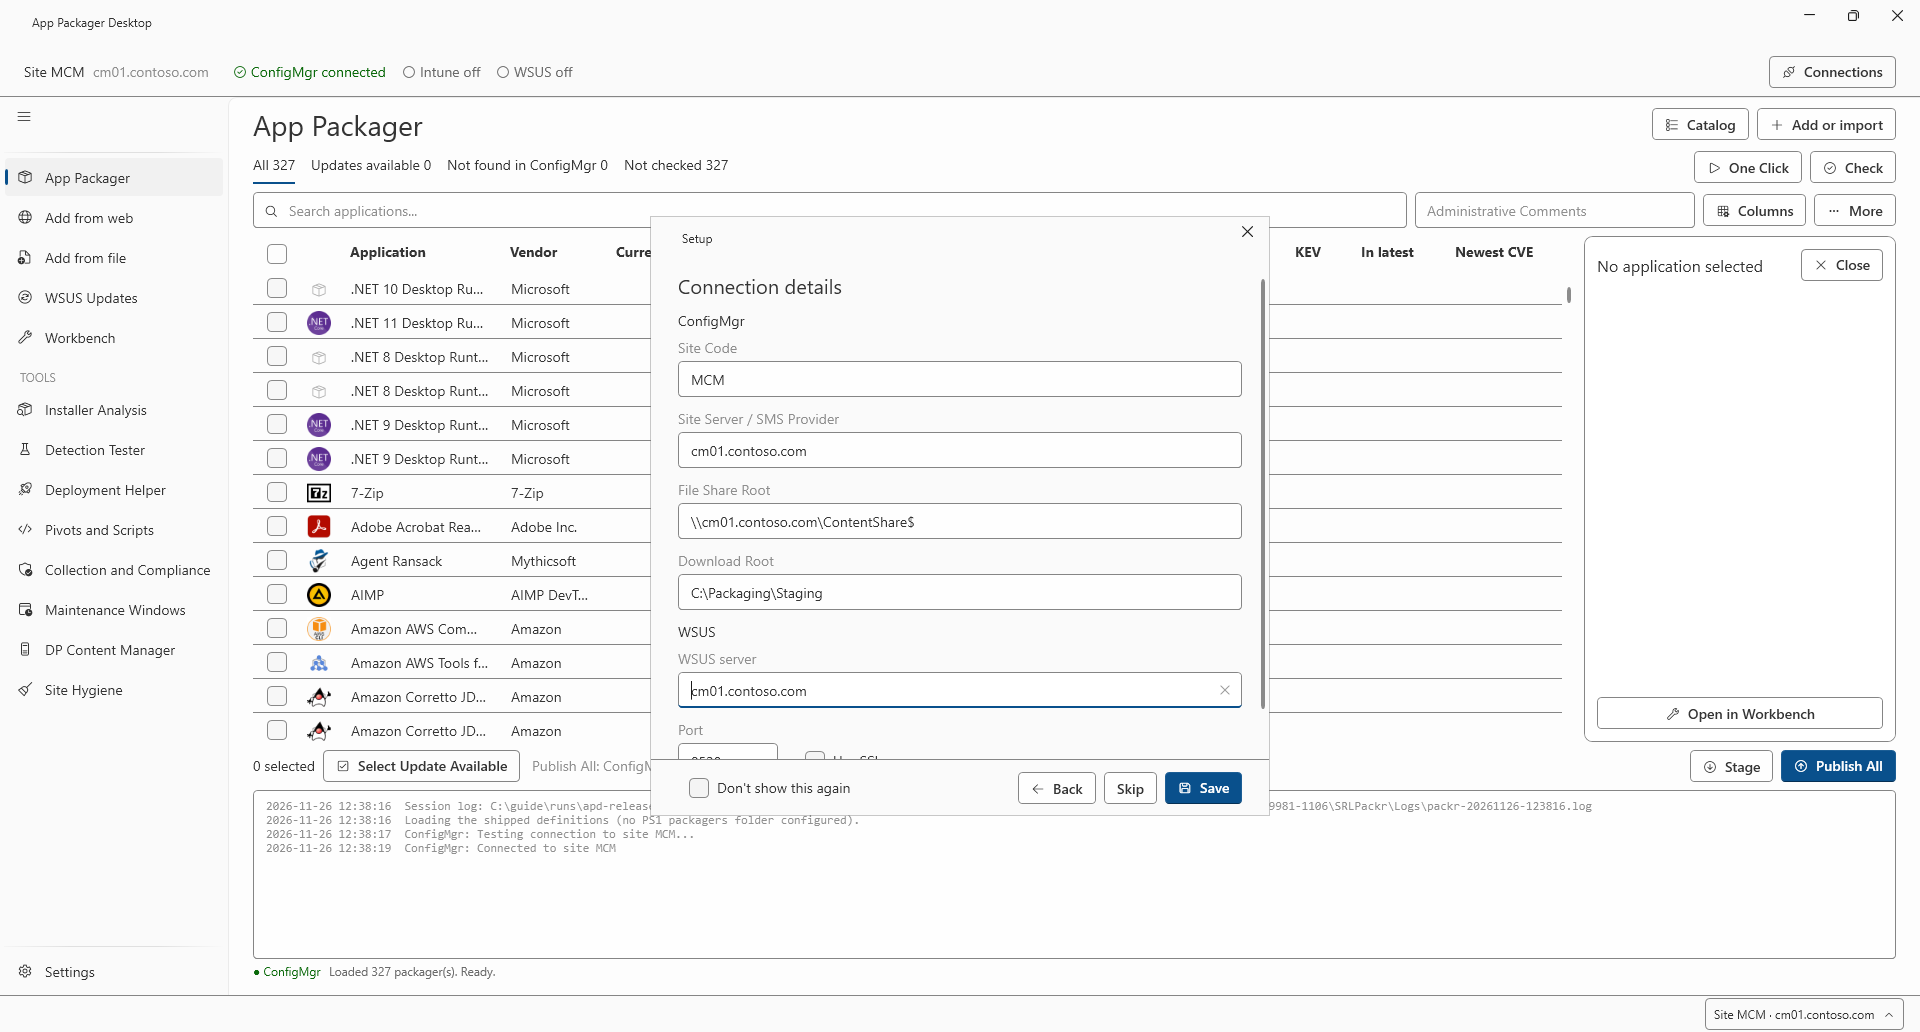 App Packager Desktop
Site MCM cm01.contoso.com ConfigMgr connected Intune off WSUS off Connections
App Packager
Catalog Add or import
All 327 Updates available 0 Not found in ConfigMgr 0 Not checked 327
One Click Check
Search applications... Administrative Comments Columns More
App Packager
Add from web
Add from file
WSUS Updates
Workbench
TOOLS
Installer Analysis
Detection Tester
Deployment Helper
Pivots and Scripts
Collection and Compliance
Maintenance Windows
DP Content Manager
Site Hygiene
Settings
Application Vendor Curre KEV In latest Newest CVE
.NET 10 Desktop Ru... Microsoft
.NET 11 Desktop Ru... Microsoft
.NET 8 Desktop Runt... Microsoft
.NET 8 Desktop Runt... Microsoft
.NET 9 Desktop Runt... Microsoft
.NET 9 Desktop Runt... Microsoft
7-Zip 7-Zip
Adobe Acrobat Rea... Adobe Inc.
Agent Ransack Mythicsoft
AIMP AIMP DevT...
Amazon AWS Com... Amazon
Amazon AWS Tools f... Amazon
Amazon Corretto JD... Amazon
Amazon Corretto JD... Amazon
Setup
Connection details
ConfigMgr
Site Code
MCM
Site Server / SMS Provider
cm01.contoso.com
File Share Root
\\cm01.contoso.com\ContentShare$
Download Root
C:\Packaging\Staging
WSUS
WSUS server
cm01.contoso.com
Port
Don't show this again Back Skip Save
No application selected Close
Open in Workbench
0 selected Select Update Available Publish All: ConfigM Stage Publish All
2026-11-26 12:38:16 Session log: C:\guide\runs\apd-releas 9981-1106\SRLPackr\Logs\packr-20261126-123816.log
2026-11-26 12:38:16 Loading the shipped definitions (no PS1 packagers folder configured).
2026-11-26 12:38:17 ConfigMgr: Testing connection to site MCM...
2026-11-26 12:38:19 ConfigMgr: Connected to site MCM
ConfigMgr Loaded 327 packager(s). Ready.
Site MCM · cm01.contoso.com